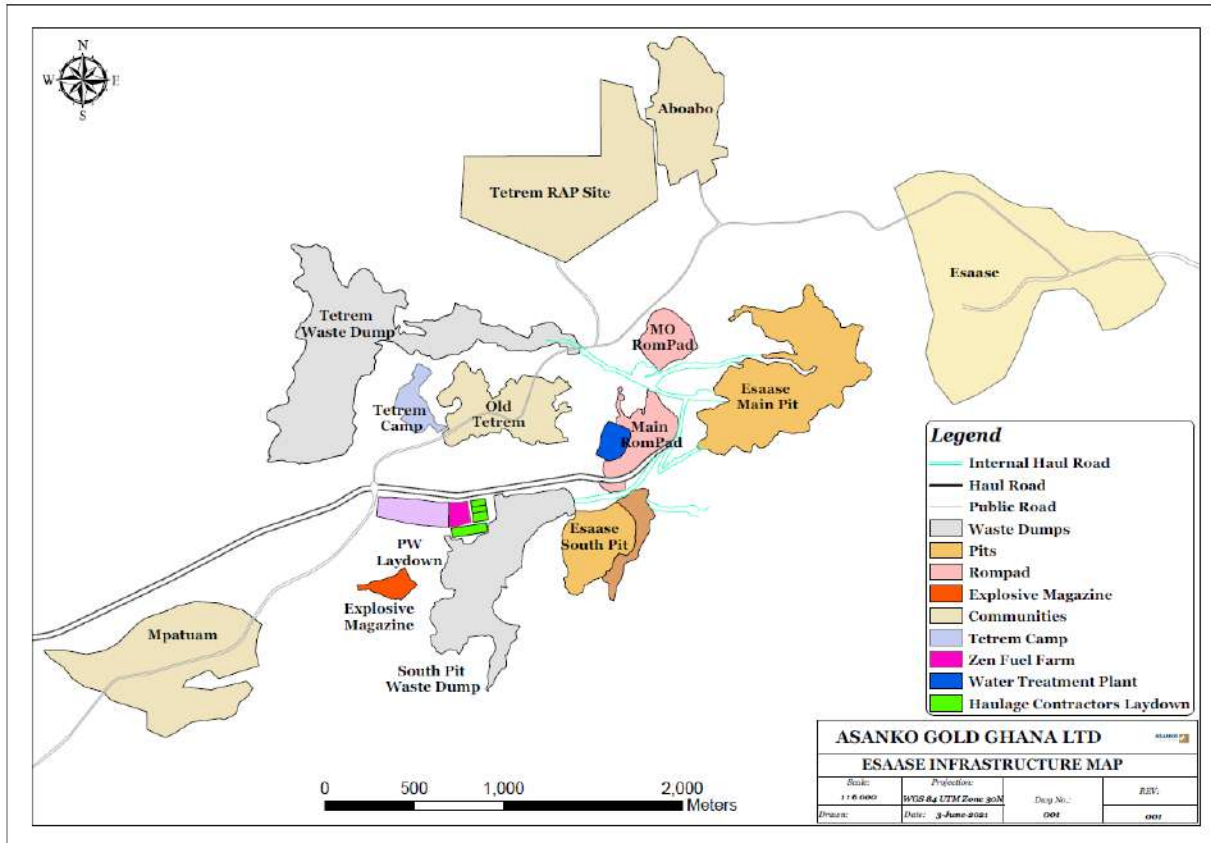 N
W E
S
Aboabo
Tetrem RAP Site
Esaase
Tetrem
Waste Dump
MO
RomPad
Esaase
Main Pit
Tetrem
Camp
Old
Tetrem
Main
RomPad
Esaase
South Pit
PW
Laydown
Explosive
Magazine
Mpatuam
South Pit
Waste Dump
Legend
Internal Haul Road
Haul Road
Public Road
Waste Dumps
Pits
Rompad
Explosive Magazine
Communities
Tetrem Camp
Zen Fuel Farm
Water Treatment Plant
Haulage Contractors Laydown
0 500 1,000 2,000
Meters
ASANKO GOLD GHANA LTD
ESAASE INFRASTRUCTURE MAP
Scale:
Projection:
WGS 84 UTM Zone 30N
Drawn:
Date: 3-June-2021
Dwg No.:
001
REV:
001